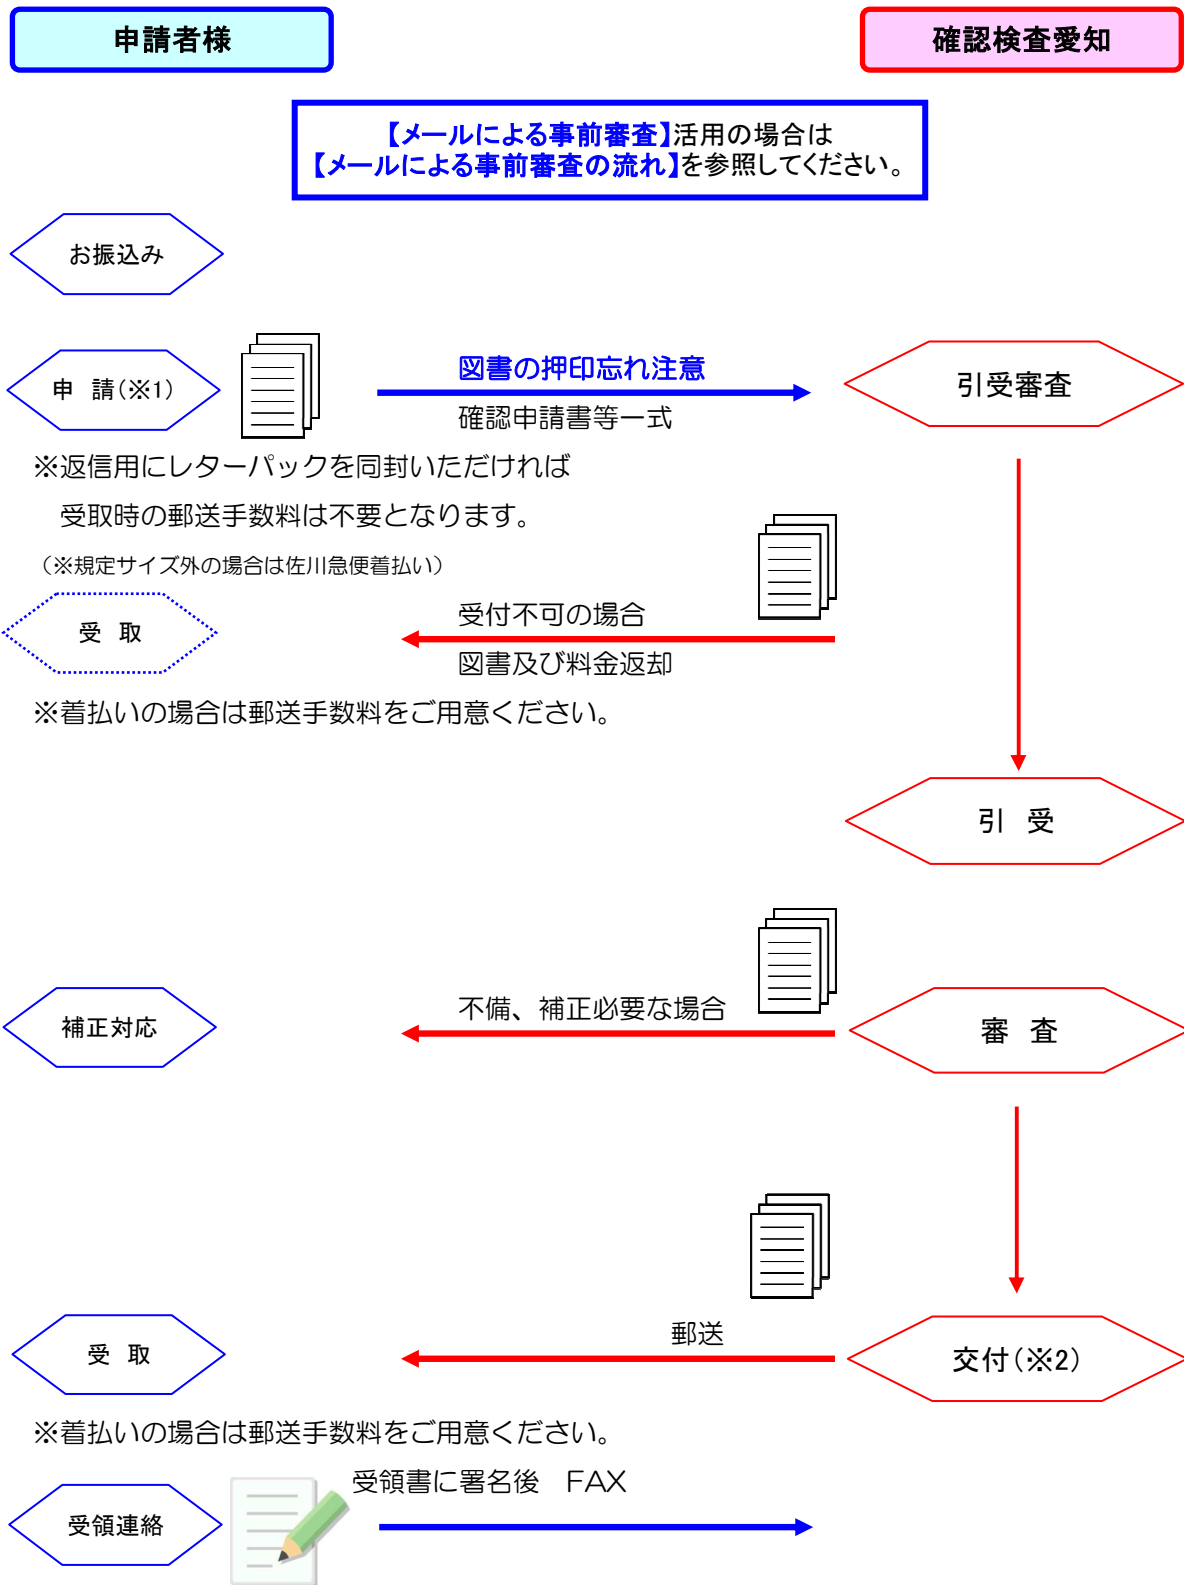 申請者様
確認検査愛知
【メールによる事前審査】活用の場合は
【メールによる事前審査の流れ】を参照してください。
お振込み
申　請(※1)
図書の押印忘れ注意
確認申請書等一式
引受審査
※返信用にレターパックを同封いただければ
受取時の郵送手数料は不要となります。
（※規定サイズ外の場合は佐川急便着払い）
受　取
受付不可の場合
図書及び料金返却
※着払いの場合は郵送手数料をご用意ください。
引　受
補正対応
不備、補正必要な場合
審　査
受　取
郵送
交付(※2)
※着払いの場合は郵送手数料をご用意ください。
受領連絡
受領書に署名後　FAX